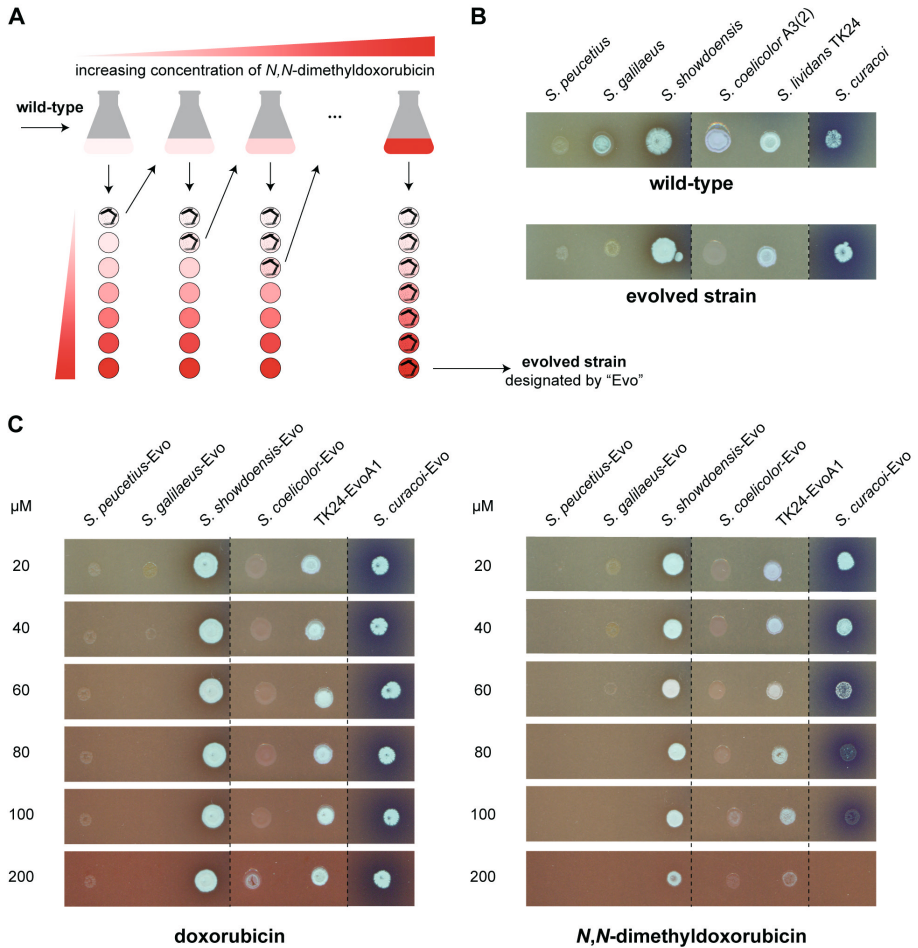 A
increasing concentration of N,N-dimethyldoxorubicin
wild-type
...
evolved strain
designated by “Evo”
B
S. peucetius
S. galilaeus
S. showdoensis
S. coelicolor A3(2)
S. lividans TK24
S. curacoi
wild-type
evolved strain
C
µM
S. peucetius-Evo
S. galilaeus-Evo
S. showdoensis-Evo
S. coelicolor-Evo
TK24-EvoA1
S. curacoi-Evo
20
40
60
80
100
200
doxorubicin
µM
S. peucetius-Evo
S. galilaeus-Evo
S. showdoensis-Evo
S. coelicolor-Evo
TK24-EvoA1
S. curacoi-Evo
20
40
60
80
100
200
N,N-dimethyldoxorubicin